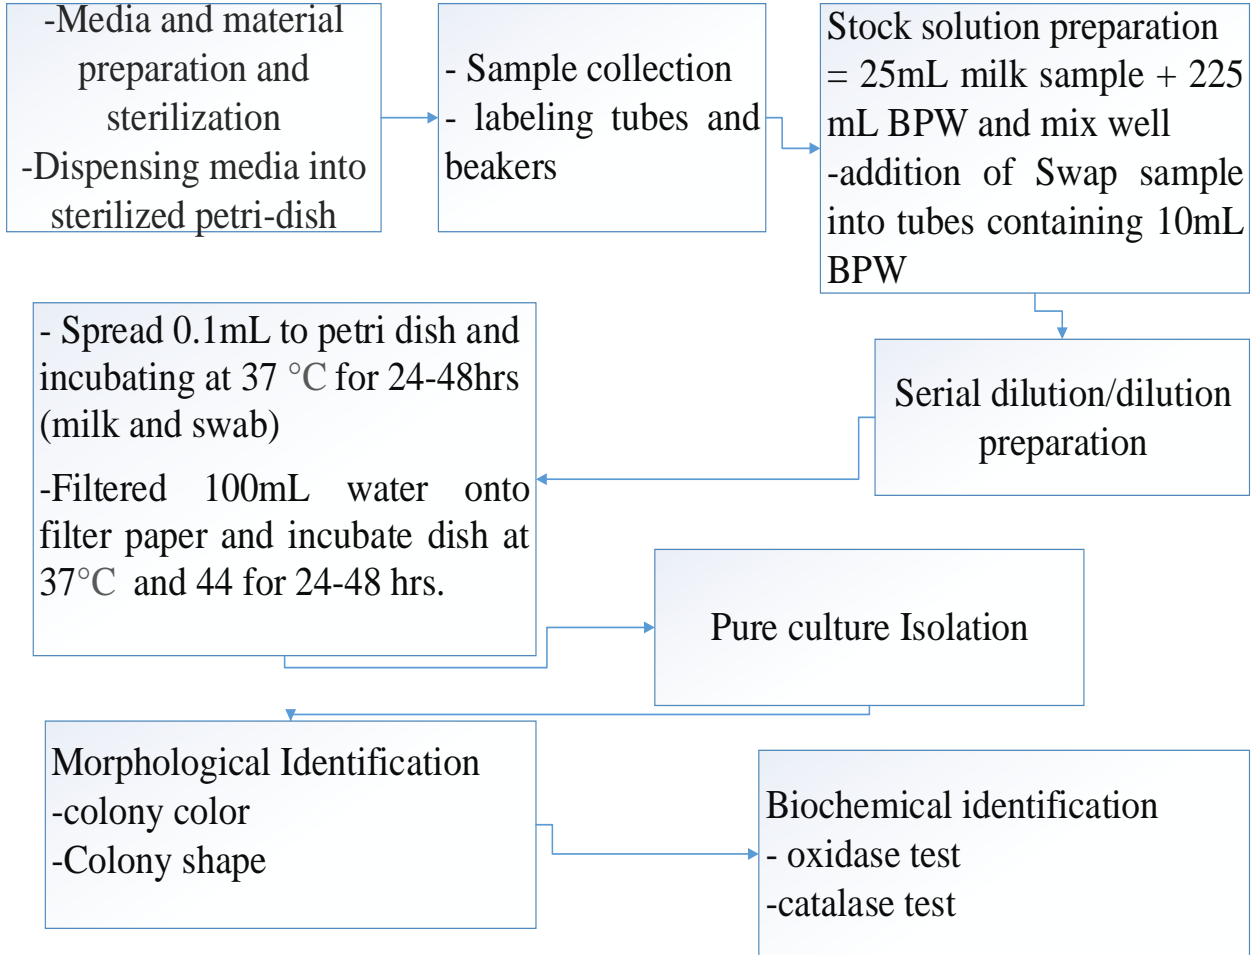 -Media and material
preparation and
sterilization
-Dispensing media into
sterilized petri-dish
- Sample collection
- labeling tubes and
beakers
Stock solution preparation
= 25mL milk sample + 225
mL BPW and mix well
-addition of Swap sample
into tubes containing 10mL
BPW
Serial dilution/dilution
preparation
- Spread 0.1mL to petri dish and
incubating at 37 °C for 24-48hrs
(milk and swab)
-Filtered 100mL water onto
filter paper and incubate dish at
37°C and 44 for 24-48 hrs.
Pure culture Isolation
Morphological Identification
-colony color
-Colony shape
Biochemical identification
- oxidase test
-catalase test